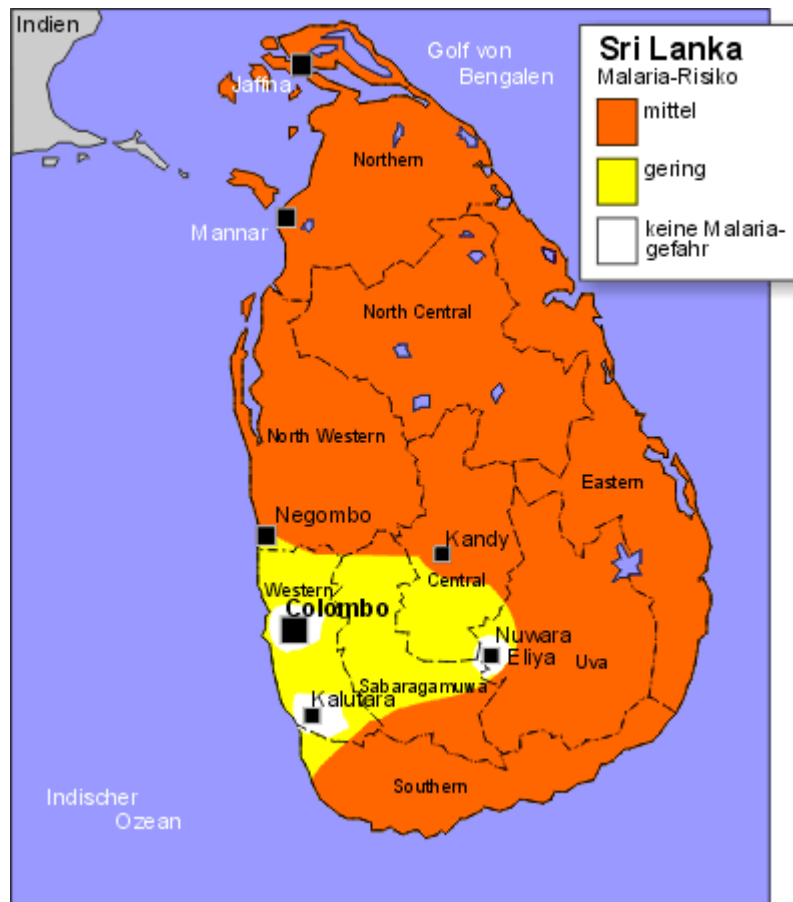 Indien
Golf von
Bengalen
Sri Lanka
Malaria-Risiko
mittel
gering
keine Malaria-
gefahr
Jaffna
Northern
Mannar
North Central
North Western
Eastern
Negombo
Kandy
Central
Western
Colombo
Nuwara
Eliya
Uva
Sabaragamuwa
Kalutara
Southern
Indischer
Ozean